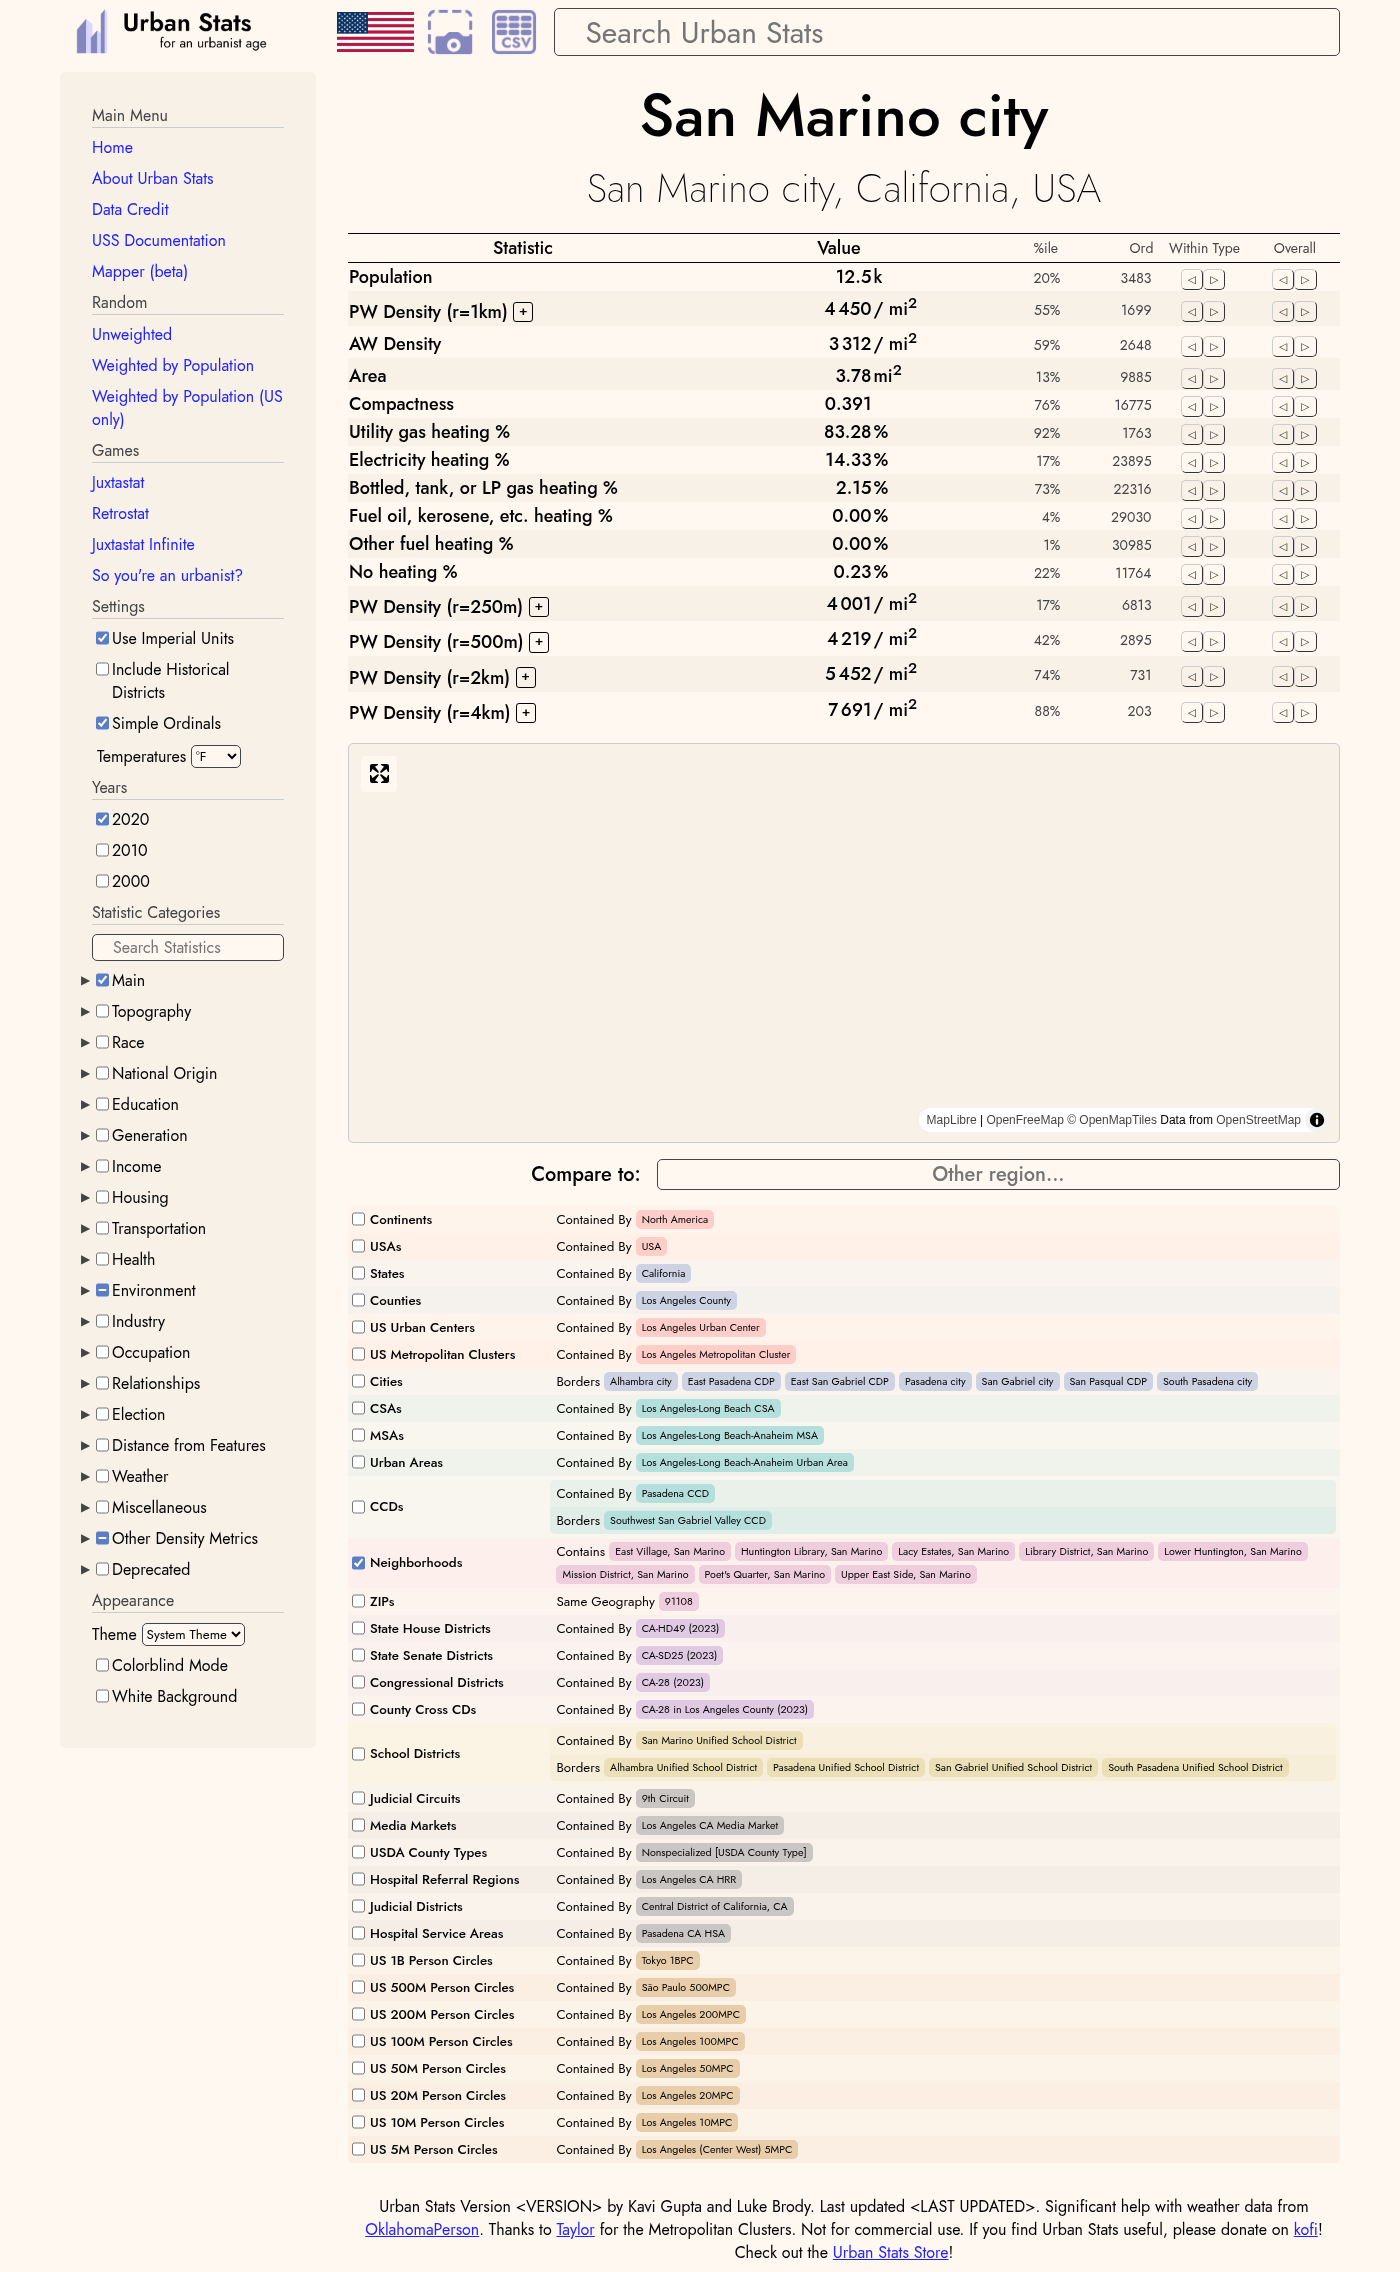 Urban Stats
for an urbanist age
CSV
Search Urban Stats
Main Menu
Home
About Urban Stats
Data Credit
USS Documentation
Mapper (beta)
Random
Unweighted
Weighted by Population
Weighted by Population (US
only)
Games
Juxtastat
Retrostat
Juxtastat Infinite
So you're an urbanist?
Settings
Use Imperial Units
Include Historical
Districts
Simple Ordinals
Temperatures °F
Years
2020
2010
2000
Statistic Categories
Search Statistics
Main
Topography
Race
National Origin
Education
Generation
Income
Housing
Transportation
Health
Environment
Industry
Occupation
Relationships
Election
Distance from Features
Weather
Miscellaneous
Other Density Metrics
Deprecated
Appearance
Theme System Theme
Colorblind Mode
White Background
San Marino city
San Marino city, California, USA
Statistic Value %ile Ord Within Type Overall
Population 12.5k 20% 3483
PW Density (r=1km) + 4 450 / mi² 55% 1699
AW Density 3 312 / mi² 59% 2648
Area 3.78 mi² 13% 9885
Compactness 0.391 76% 16775
Utility gas heating % 83.28% 92% 1763
Electricity heating % 14.33% 17% 23895
Bottled, tank, or LP gas heating % 2.15% 73% 22316
Fuel oil, kerosene, etc. heating % 0.00% 4% 29030
Other fuel heating % 0.00% 1% 30985
No heating % 0.23% 22% 11764
PW Density (r=250m) + 4 001 / mi² 17% 6813
PW Density (r=500m) + 4 219 / mi² 42% 2895
PW Density (r=2km) + 5 452 / mi² 74% 731
PW Density (r=4km) + 7 691 / mi² 88% 203
MapLibre | OpenFreeMap © OpenMapTiles Data from OpenStreetMap
Compare to: Other region...
Continents Contained By North America
USAs Contained By USA
States Contained By California
Counties Contained By Los Angeles County
US Urban Centers Contained By Los Angeles Urban Center
US Metropolitan Clusters Contained By Los Angeles Metropolitan Cluster
Cities Borders Alhambra city East Pasadena CDP East San Gabriel CDP Pasadena city San Gabriel city San Pasqual CDP South Pasadena city
CSAs Contained By Los Angeles-Long Beach CSA
MSAs Contained By Los Angeles-Long Beach-Anaheim MSA
Urban Areas Contained By Los Angeles-Long Beach-Anaheim Urban Area
CCDs Contained By Pasadena CCD
Borders Southwest San Gabriel Valley CCD
Neighborhoods Contains East Village, San Marino Huntington Library, San Marino Lacy Estates, San Marino Library District, San Marino Lower Huntington, San Marino
Mission District, San Marino Poet's Quarter, San Marino Upper East Side, San Marino
ZIPs Same Geography 91108
State House Districts Contained By CA-HD49 (2023)
State Senate Districts Contained By CA-SD25 (2023)
Congressional Districts Contained By CA-28 (2023)
County Cross CDs Contained By CA-28 in Los Angeles County (2023)
School Districts Contained By San Marino Unified School District
Borders Alhambra Unified School District Pasadena Unified School District San Gabriel Unified School District South Pasadena Unified School District
Judicial Circuits Contained By 9th Circuit
Media Markets Contained By Los Angeles CA Media Market
USDA County Types Contained By Nonspecialized [USDA County Type]
Hospital Referral Regions Contained By Los Angeles CA HRR
Judicial Districts Contained By Central District of California, CA
Hospital Service Areas Contained By Pasadena CA HSA
US 1B Person Circles Contained By Tokyo 1BPC
US 500M Person Circles Contained By São Paulo 500MPC
US 200M Person Circles Contained By Los Angeles 200MPC
US 100M Person Circles Contained By Los Angeles 100MPC
US 50M Person Circles Contained By Los Angeles 50MPC
US 20M Person Circles Contained By Los Angeles 20MPC
US 10M Person Circles Contained By Los Angeles 10MPC
US 5M Person Circles Contained By Los Angeles (Center West) 5MPC
Urban Stats Version <VERSION> by Kavi Gupta and Luke Brody. Last updated <LAST UPDATED>. Significant help with weather data from
OklahomaPerson. Thanks to Taylor for the Metropolitan Clusters. Not for commercial use. If you find Urban Stats useful, please donate on kofi!
Check out the Urban Stats Store!